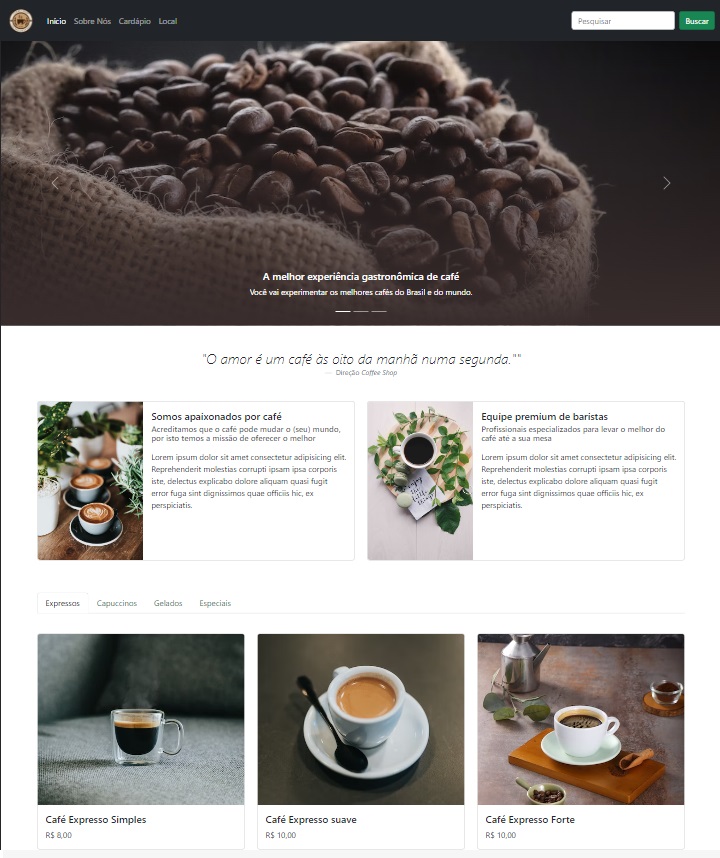 Início Sobre Nós Cardápio Local Pesquisar Buscar
A melhor experiência gastronômica de café
Você vai experimentar os melhores cafés do Brasil e do mundo.
"O amor é um café às oito da manhã numa segunda.""
— Direção Coffee Shop
Somos apaixonados por café
Acreditamos que o café pode mudar o (seu) mundo,
por isto temos a missão de oferecer o melhor
Lorem ipsum dolor sit amet consectetur adipisicing elit.
Reprehenderit molestias corrupti ipsam ipsa corporis
iste, delectus explicabo dolore aliquam quasi fugit
error fuga sint dignissimos quae officiis hic, ex
perspiciatis.
Equipe premium de baristas
Profissionais especializados para levar o melhor do
café até a sua mesa
Lorem ipsum dolor sit amet consectetur adipisicing elit.
Reprehenderit molestias corrupti ipsam ipsa corporis
iste, delectus explicabo dolore aliquam quasi fugit
error fuga sint dignissimos quae officiis hic, ex
perspiciatis.
Expressos Capuccinos Gelados Especiais
Café Expresso Simples
R$ 8,00
Café Expresso suave
R$ 10,00
Café Expresso Forte
R$ 10,00